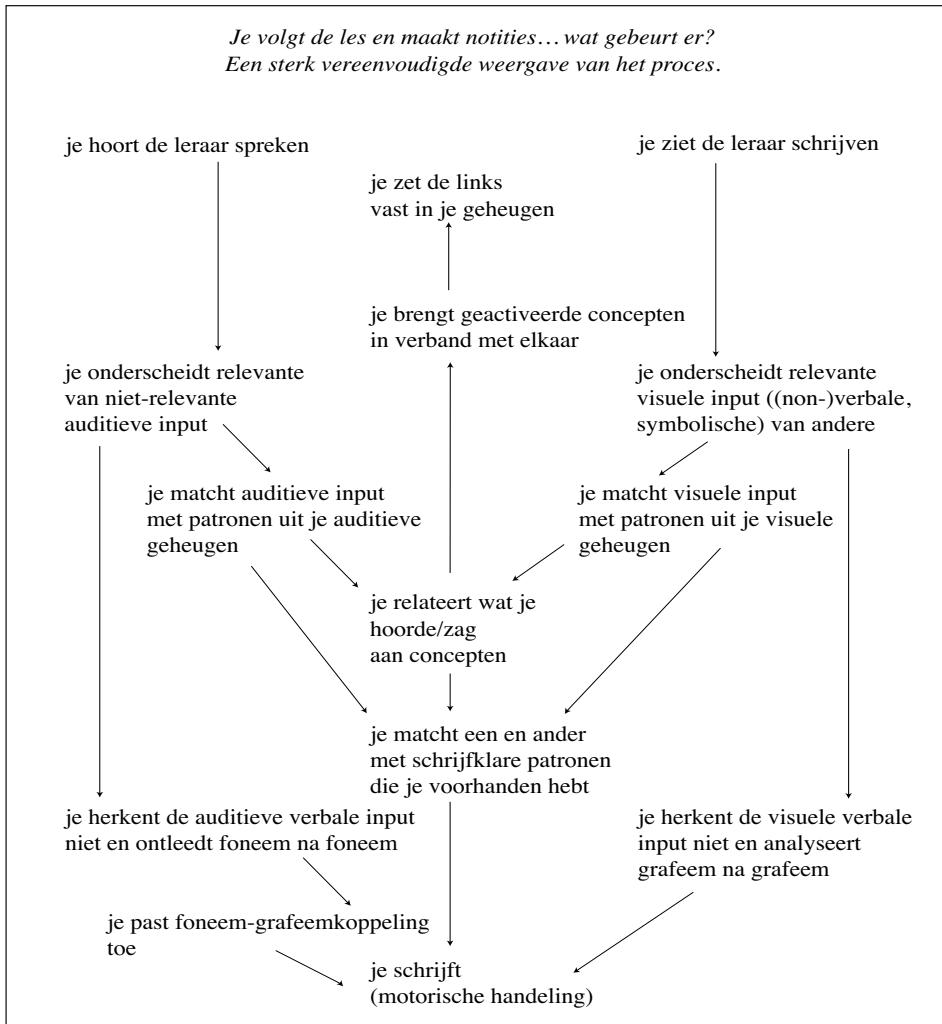 Je volgt de les en maakt notities… wat gebeurt er?
Een sterk vereenvoudigde weergave van het proces.
je hoort de leraar spreken
je ziet de leraar schrijven
je zet de links
vast in je geheugen
je brengt geactiveerde concepten
in verband met elkaar
je onderscheidt relevante
van niet-relevante
auditieve input
je onderscheidt relevante
visuele input ((non-)verbale,
symbolische) van andere
je matcht auditieve input
met patronen uit je auditieve
geheugen
je matcht visuele input
met patronen uit je visuele
geheugen
je relateert wat je
hoorde/zag
aan concepten
je matcht een en ander
met schrijfklare patronen
die je voorhanden hebt
je herkent de auditieve verbale input
niet en ontleedt foneem na foneem
je herkent de visuele verbale
input niet en analyseert
grafeem na grafeem
je past foneem-grafeemkoppeling
toe
je schrijft
(motorische handeling)